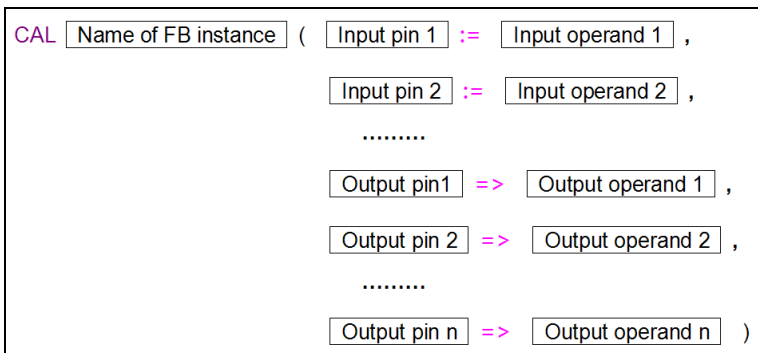 CAL Name of FB instance ( Input pin 1 := Input operand 1 ,
Input pin 2 := Input operand 2 ,
.........
Output pin1 => Output operand 1 ,
Output pin 2 => Output operand 2 ,
.........
Output pin n => Output operand n )